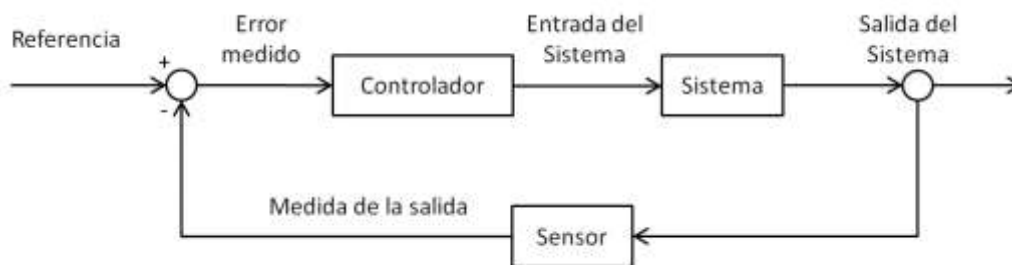 Referencia
+
-
Error
medido
Controlador
Entrada del
Sistema
Sistema
Salida del
Sistema
Medida de la salida
Sensor